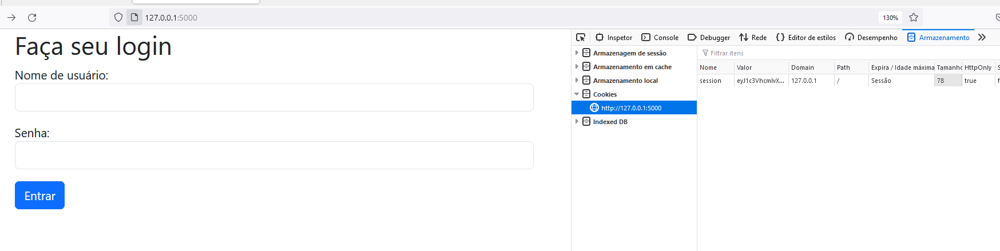 127.0.0.1:5000
130%
Faça seu login
Nome de usuário:
Senha:
Entrar
Inspetor Console Debugger Rede Editor de estilos Desempenho Armazenamento
Armazenagem de sessão
Armazenamento em cache
Armazenamento local
Cookies
http://127.0.0.1:5000
Indexed DB
Filtrar itens
Nome Valor Domain Path Expira / Idade máxima Tamanho HttpOnly S
session eyJ1c3VhcmlvX... 127.0.0.1 / Sessão 78 true f